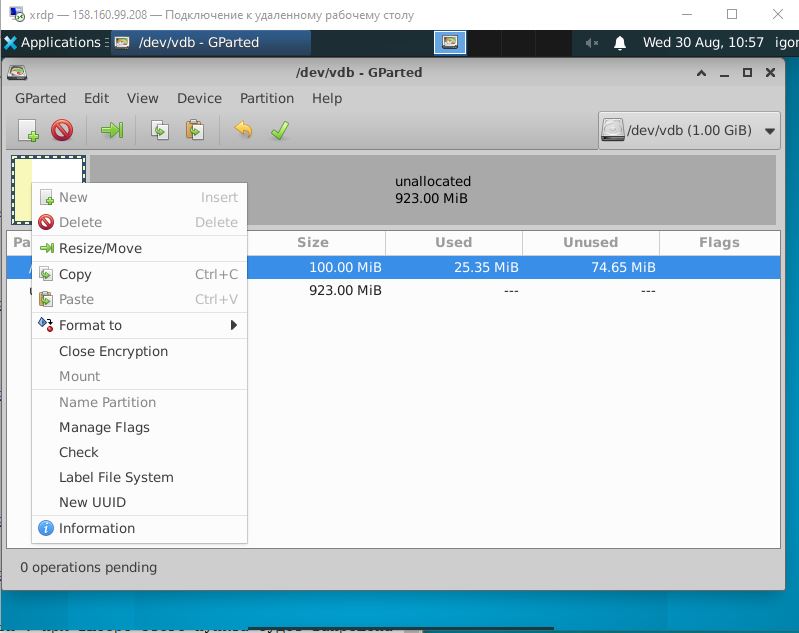 xrdp — 158.160.99.208 — Подключение к удаленному рабочему столу
Applications /dev/vdb - GParted Wed 30 Aug, 10:57 igor
/dev/vdb - GParted
GParted Edit View Device Partition Help
/dev/vdb (1.00 GiB)
unallocated
923.00 MiB
Size Used Unused Flags
100.00 MiB 25.35 MiB 74.65 MiB
923.00 MiB --- ---
New Insert
Delete Delete
Resize/Move
Copy Ctrl+C
Paste Ctrl+V
Format to
Close Encryption
Mount
Name Partition
Manage Flags
Check
Label File System
New UUID
Information
0 operations pending